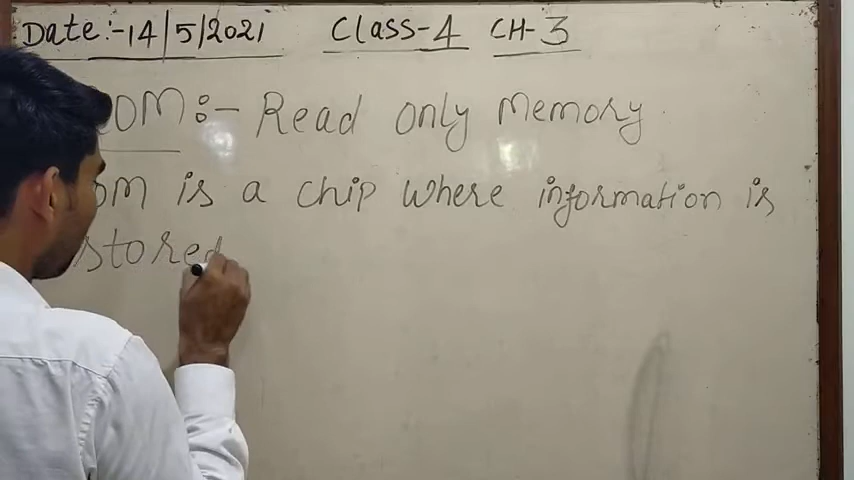 Date:-14/5/2021 Class-4 CH-3
OM:- Read only Memory
OM is a chip where information is
stored